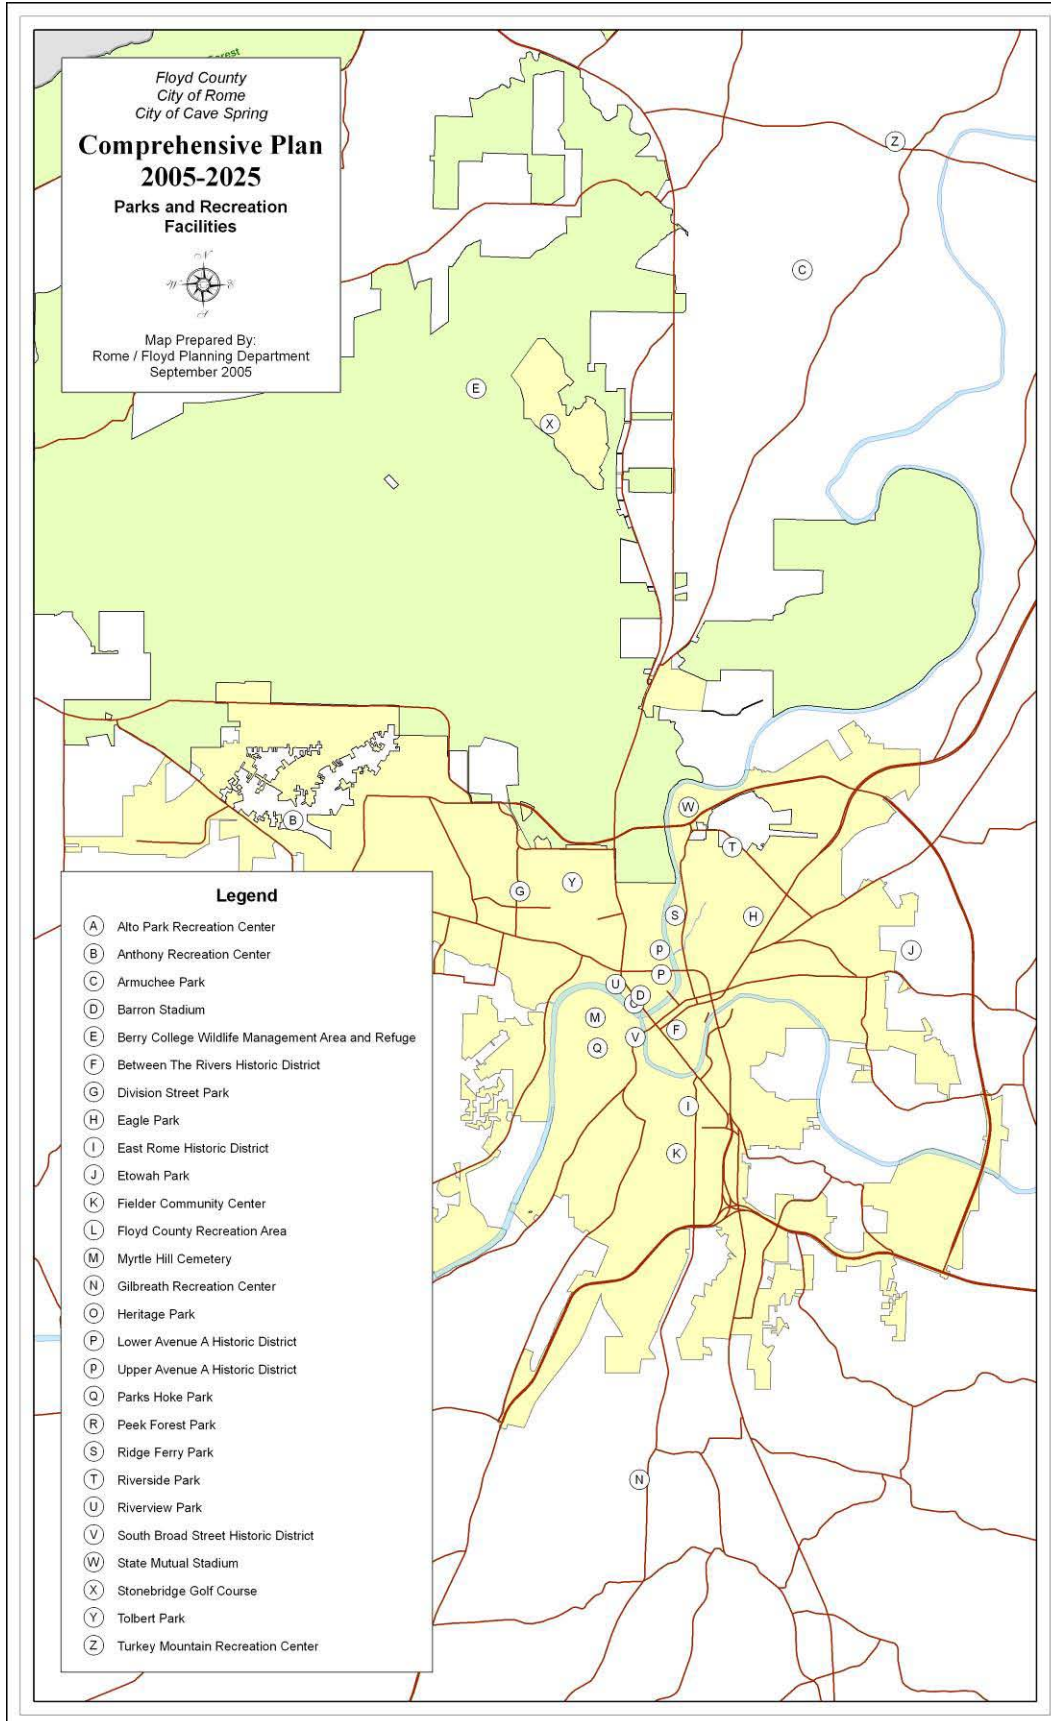 orest
Floyd County
City of Rome
City of Cave Spring
Comprehensive Plan
2005-2025
Parks and Recreation
Facilities
N
W
E
S
Map Prepared By:
Rome / Floyd Planning Department
September 2005
Z
C
E
X
W
B
T
Y
G
S
H
J
p
P
U
D
M
F
V
Q
I
K
N
Legend
A Alto Park Recreation Center
B Anthony Recreation Center
C Armuchee Park
D Barron Stadium
E Berry College Wildlife Management Area and Refuge
F Between The Rivers Historic District
G Division Street Park
H Eagle Park
I East Rome Historic District
J Etowah Park
K Fielder Community Center
L Floyd County Recreation Area
M Myrtle Hill Cemetery
N Gilbreath Recreation Center
O Heritage Park
P Lower Avenue A Historic District
p Upper Avenue A Historic District
Q Parks Hoke Park
R Peek Forest Park
S Ridge Ferry Park
T Riverside Park
U Riverview Park
V South Broad Street Historic District
W State Mutual Stadium
X Stonebridge Golf Course
Y Tolbert Park
Z Turkey Mountain Recreation Center